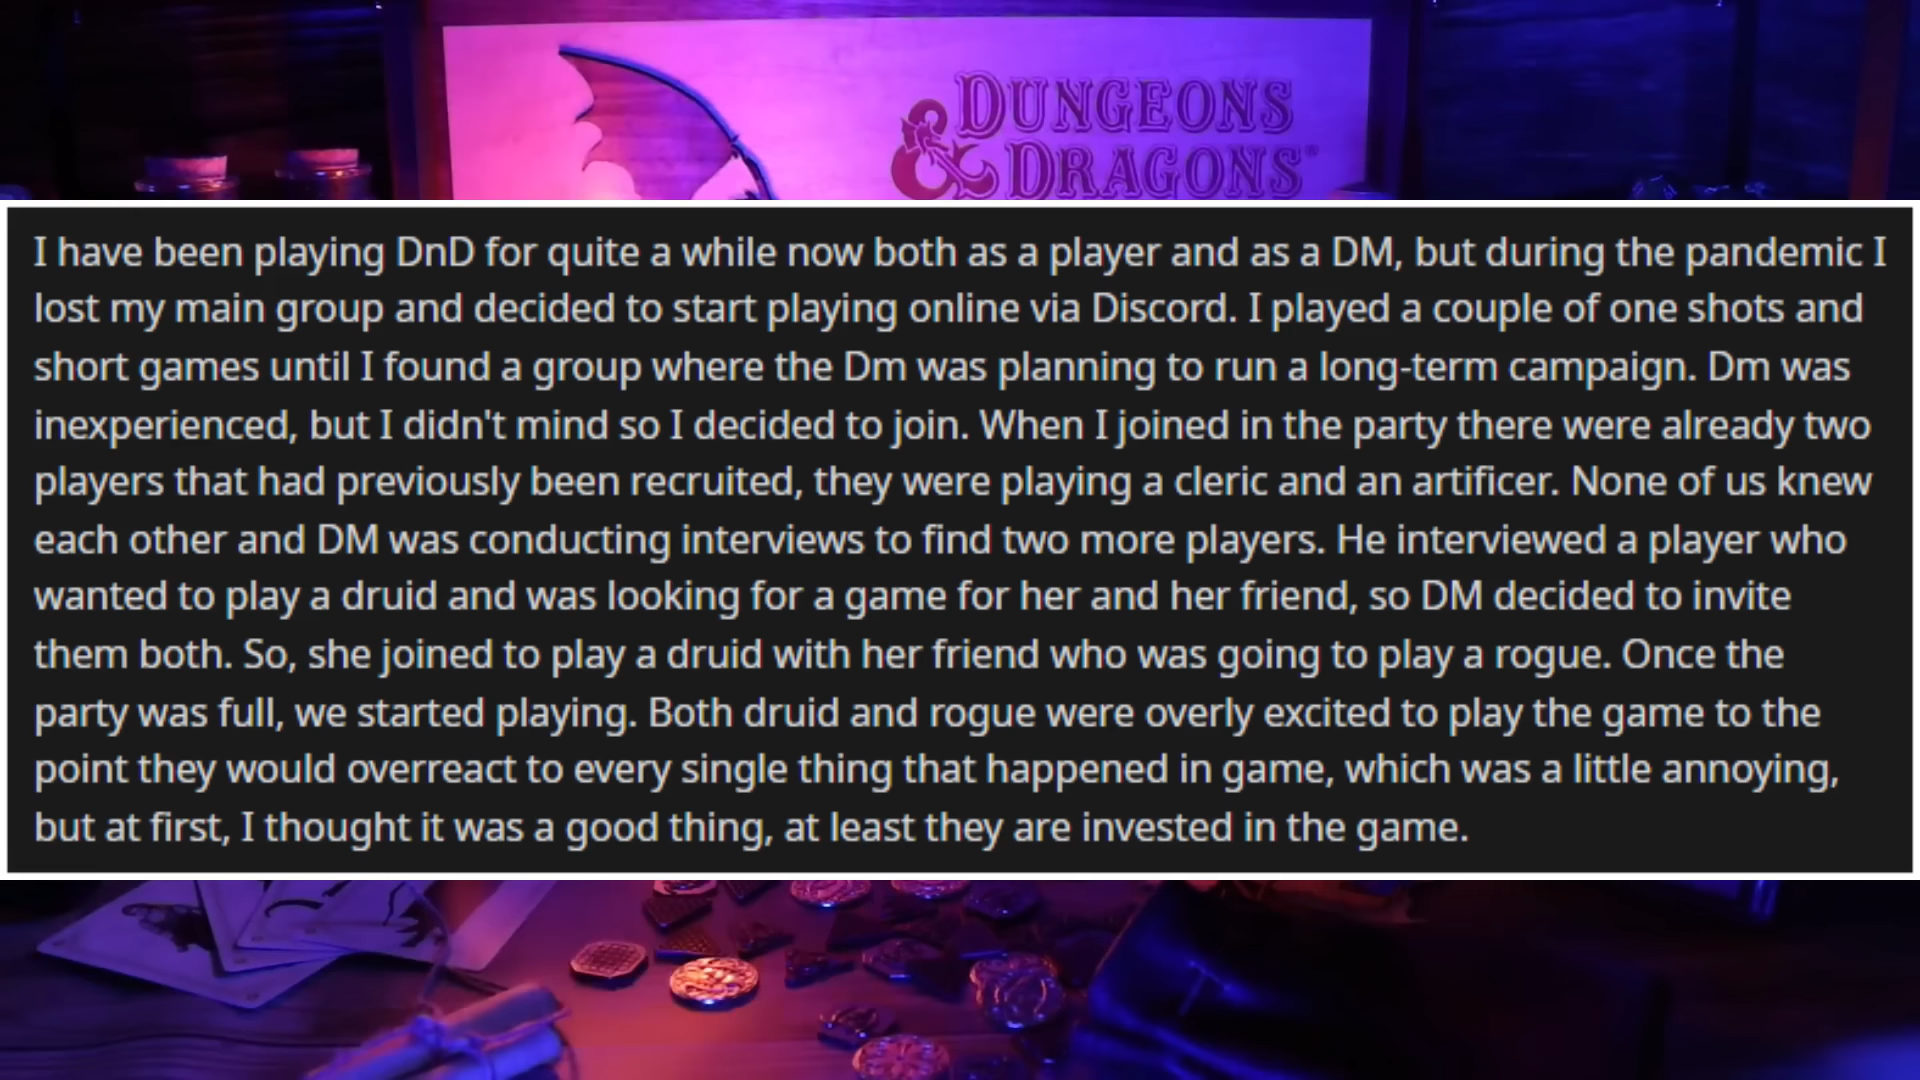 DUNGEONS
& DRAGONS®
I have been playing DnD for quite a while now both as a player and as a DM, but during the pandemic I
lost my main group and decided to start playing online via Discord. I played a couple of one shots and
short games until I found a group where the Dm was planning to run a long-term campaign. Dm was
inexperienced, but I didn't mind so I decided to join. When I joined in the party there were already two
players that had previously been recruited, they were playing a cleric and an artificer. None of us knew
each other and DM was conducting interviews to find two more players. He interviewed a player who
wanted to play a druid and was looking for a game for her and her friend, so DM decided to invite
them both. So, she joined to play a druid with her friend who was going to play a rogue. Once the
party was full, we started playing. Both druid and rogue were overly excited to play the game to the
point they would overreact to every single thing that happened in game, which was a little annoying,
but at first, I thought it was a good thing, at least they are invested in the game.